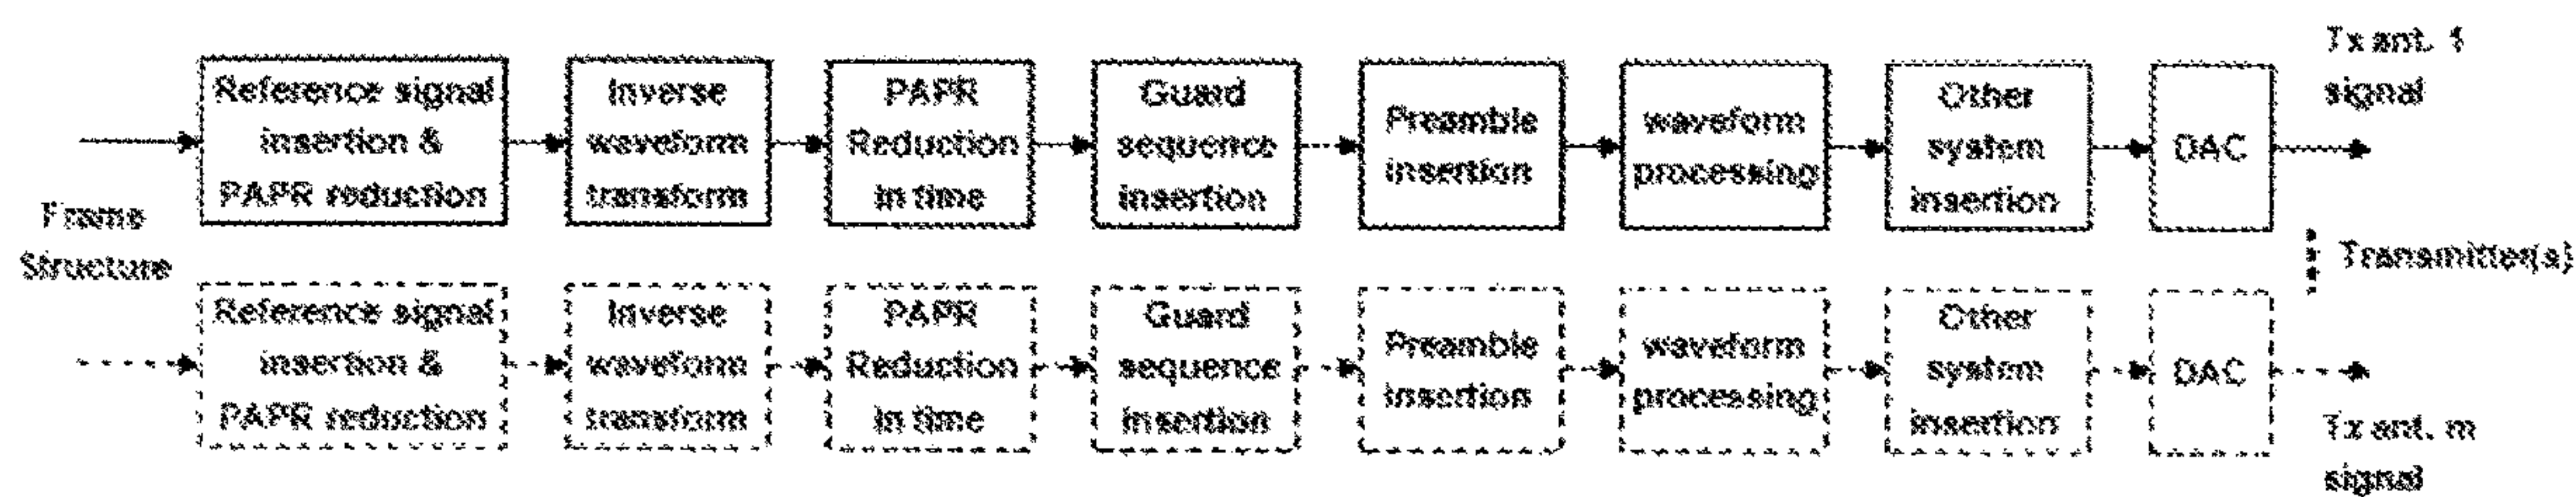 Tx ant. 1
signal
Reference signal
insertion &
PAPR reduction
Inverse
waveform
transform
PAPR
Reduction
in time
Guard
sequence
insertion
Preamble
insertion
waveform
processing
Other
system
insertion
DAC
Frame
Structure
Transmitter(s)
Reference signal
insertion &
PAPR reduction
Inverse
waveform
transform
PAPR
Reduction
in time
Guard
sequence
insertion
Preamble
insertion
waveform
processing
Other
system
insertion
DAC
Tx ant. m
signal